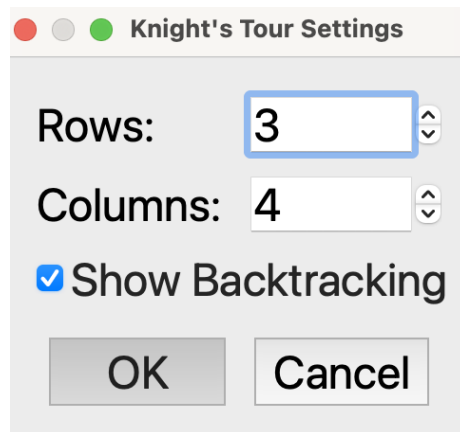 Knight's Tour Settings
Rows: 3
Columns: 4
Show Backtracking
OK Cancel